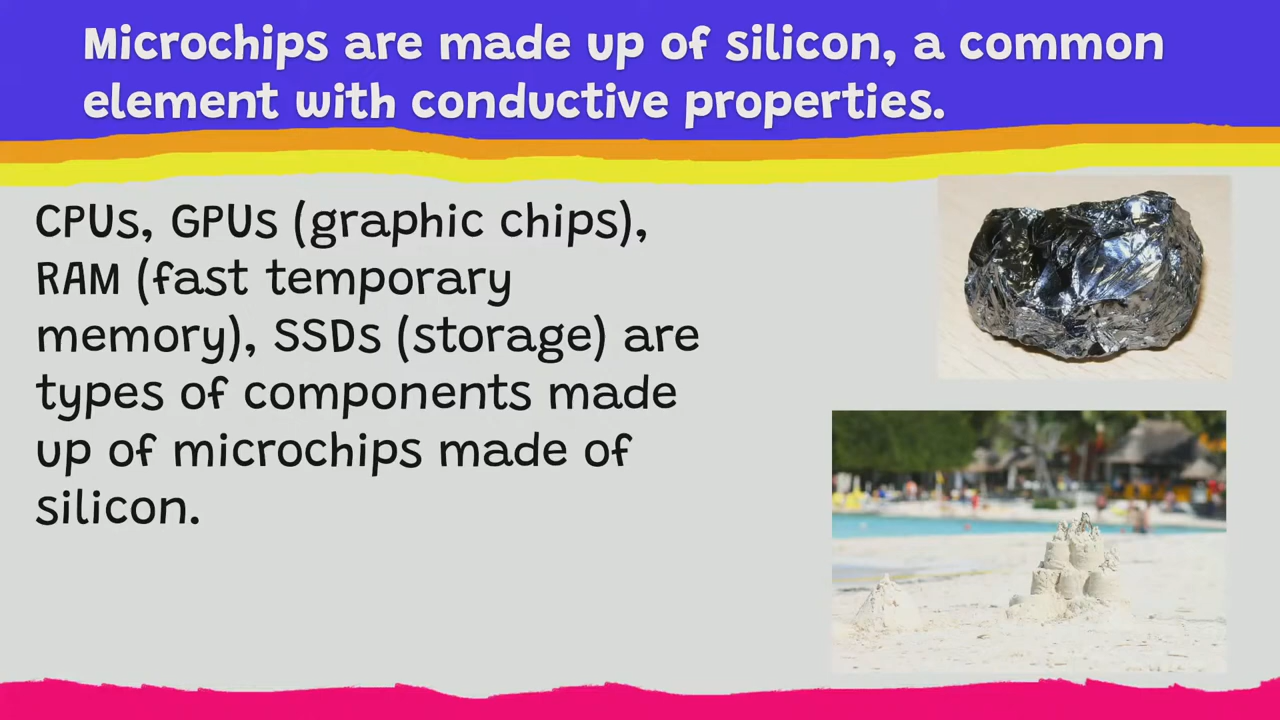 Microchips are made up of silicon, a common
element with conductive properties.
CPUs, GPUs (graphic chips),
RAM (fast temporary
memory), SSDs (storage) are
types of components made
up of microchips made of
silicon.